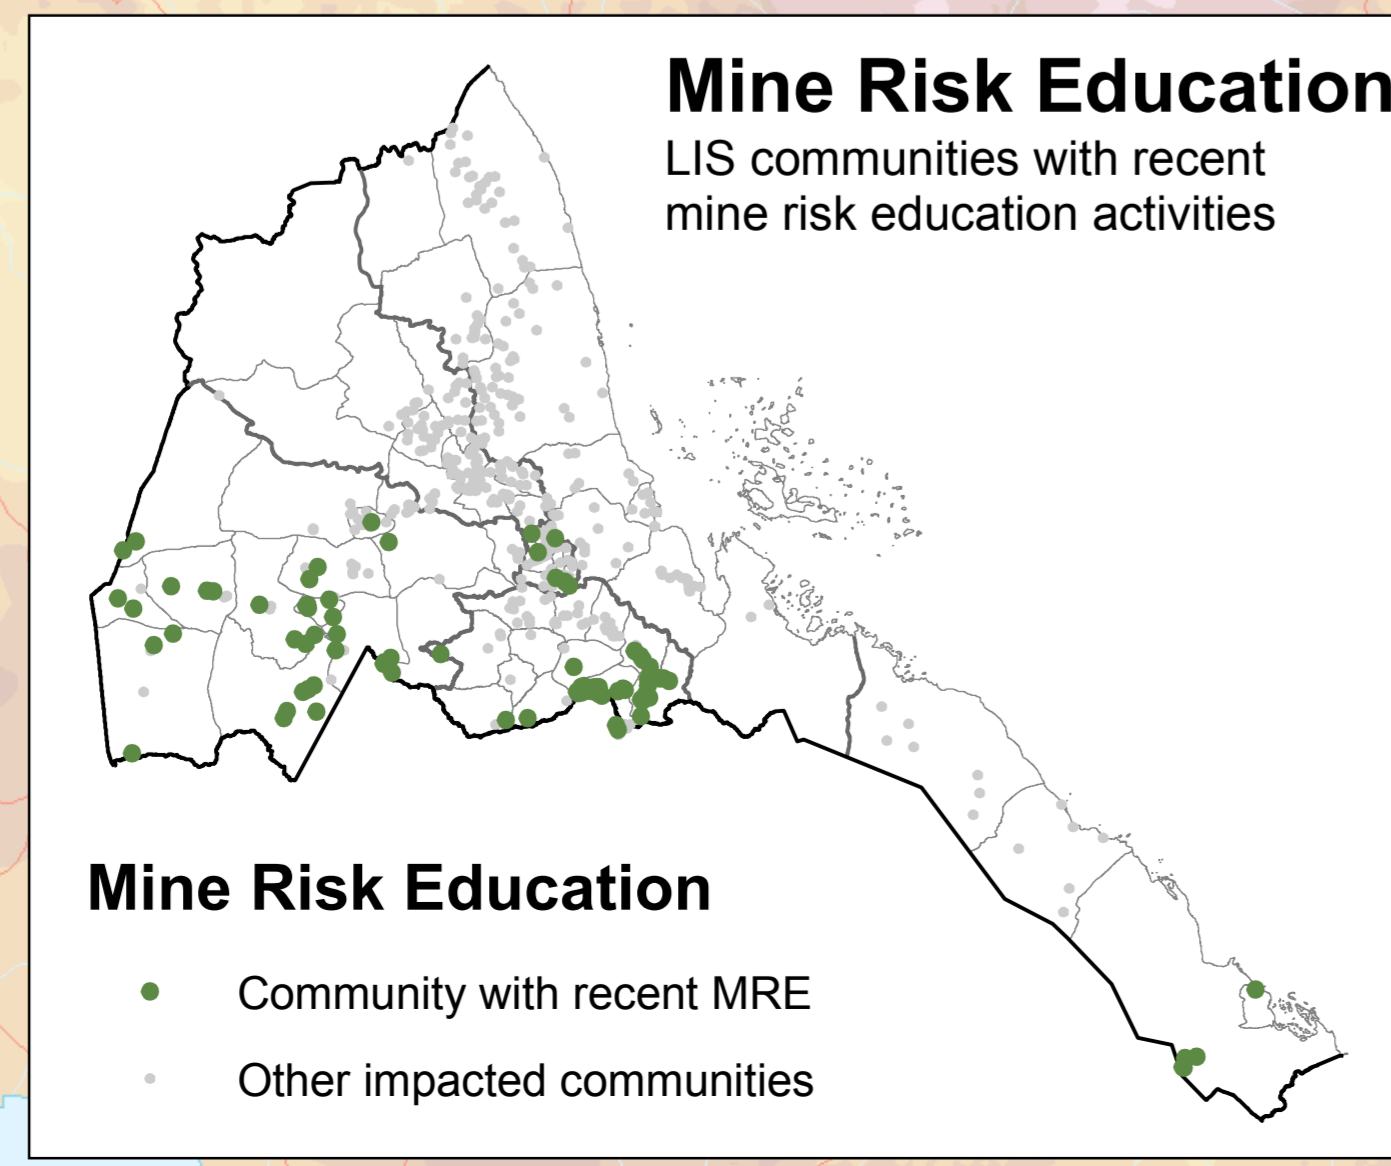 Mine Risk Education
LIS communities with recent
mine risk education activities
Mine Risk Education
Community with recent MRE
Other impacted communities